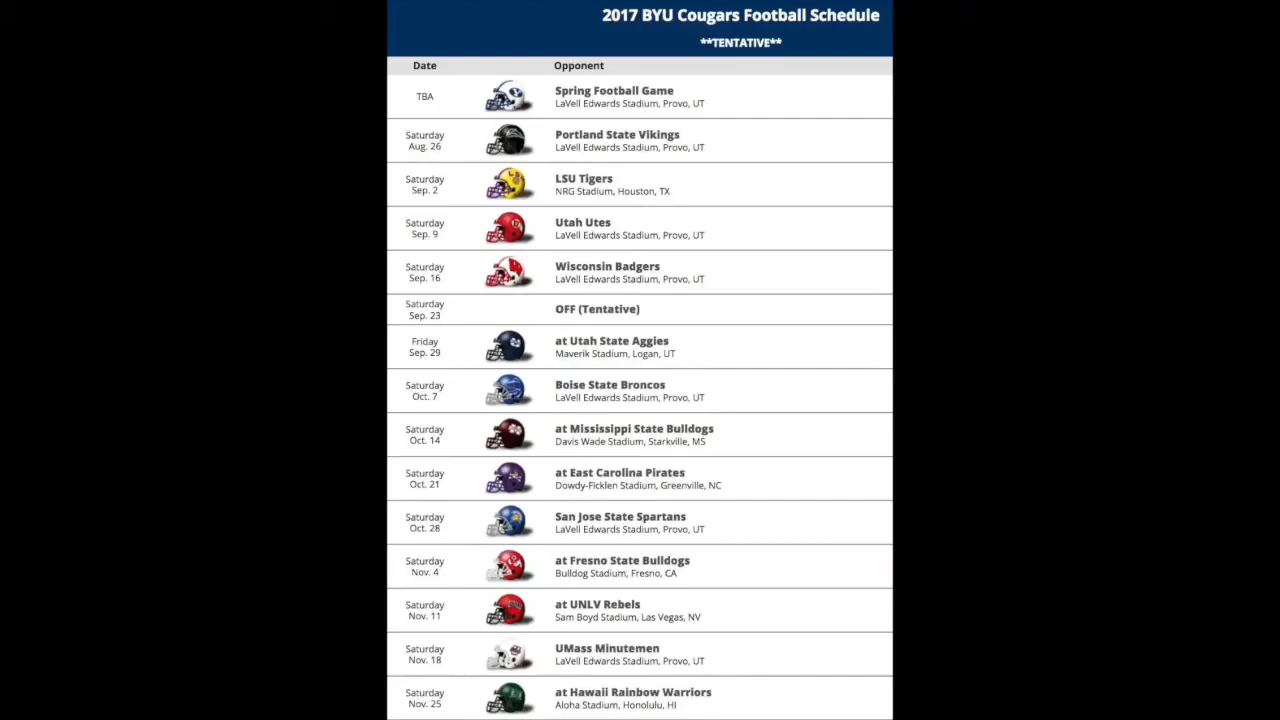 2017 BYU Cougars Football Schedule
**TENTATIVE**
Date Opponent
TBA
Spring Football Game
LaVell Edwards Stadium, Provo, UT
Saturday
Aug. 26
Portland State Vikings
LaVell Edwards Stadium, Provo, UT
Saturday
Sep. 2
LSU Tigers
NRG Stadium, Houston, TX
Saturday
Sep. 9
Utah Utes
LaVell Edwards Stadium, Provo, UT
Saturday
Sep. 16
Wisconsin Badgers
LaVell Edwards Stadium, Provo, UT
Saturday
Sep. 23
OFF (Tentative)
Friday
Sep. 29
at Utah State Aggies
Maverik Stadium, Logan, UT
Saturday
Oct. 7
Boise State Broncos
LaVell Edwards Stadium, Provo, UT
Saturday
Oct. 14
at Mississippi State Bulldogs
Davis Wade Stadium, Starkville, MS
Saturday
Oct. 21
at East Carolina Pirates
Dowdy-Ficklen Stadium, Greenville, NC
Saturday
Oct. 28
San Jose State Spartans
LaVell Edwards Stadium, Provo, UT
Saturday
Nov. 4
at Fresno State Bulldogs
Bulldog Stadium, Fresno, CA
Saturday
Nov. 11
at UNLV Rebels
Sam Boyd Stadium, Las Vegas, NV
Saturday
Nov. 18
UMass Minutemen
LaVell Edwards Stadium, Provo, UT
Saturday
Nov. 25
at Hawaii Rainbow Warriors
Aloha Stadium, Honolulu, HI